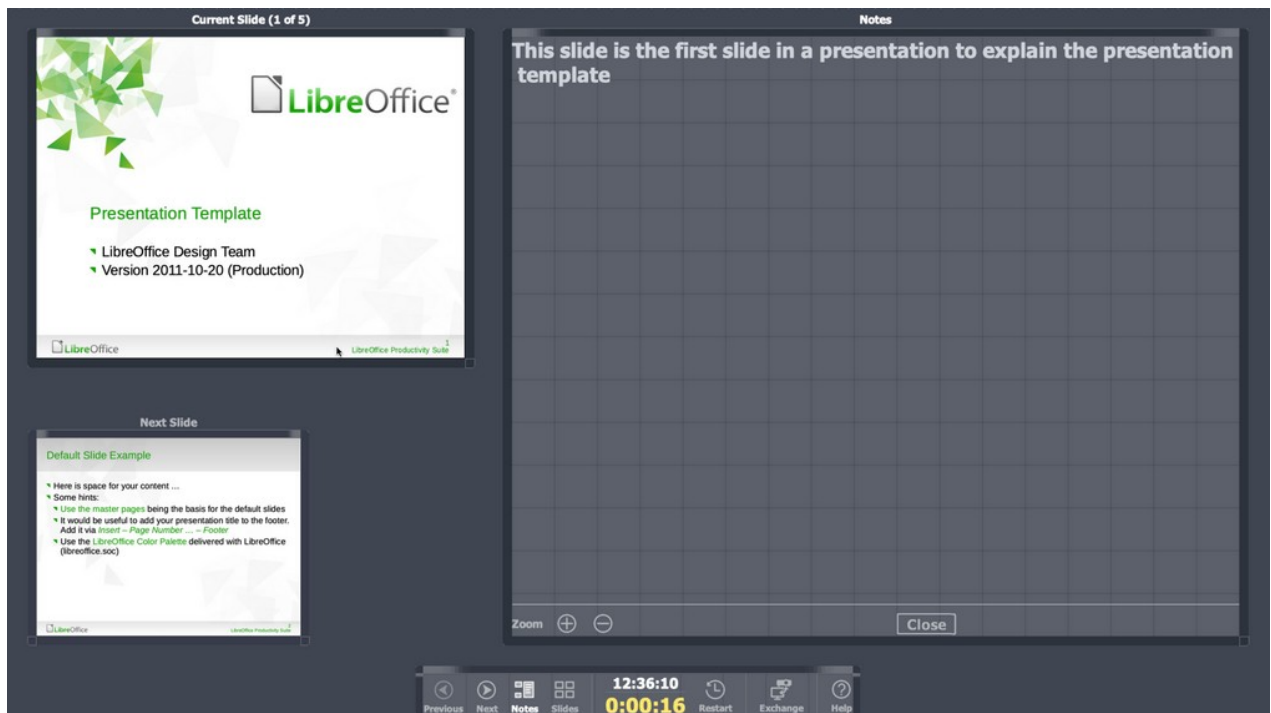 Current Slide (1 of 5)
LibreOffice®
Presentation Template
LibreOffice Design Team
Version 2011-10-20 (Production)
LibreOffice
1
LibreOffice Productivity Suite
Next Slide
Default Slide Example
Here is space for your content ...
Some hints:
Use the master pages being the basis for the default slides
It would be useful to add your presentation title to the footer.
Add it via Insert – Page Number ... – Footer
Use the LibreOffice Color Palette delivered with LibreOffice
(libreoffice.soc)
LibreOffice
LibreOffice Productivity Suite
Notes
This slide is the first slide in a presentation to explain the presentation
template
Zoom
Close
Previous
Next
Notes
Slides
12:36:10
0:00:16
Restart
Exchange
Help